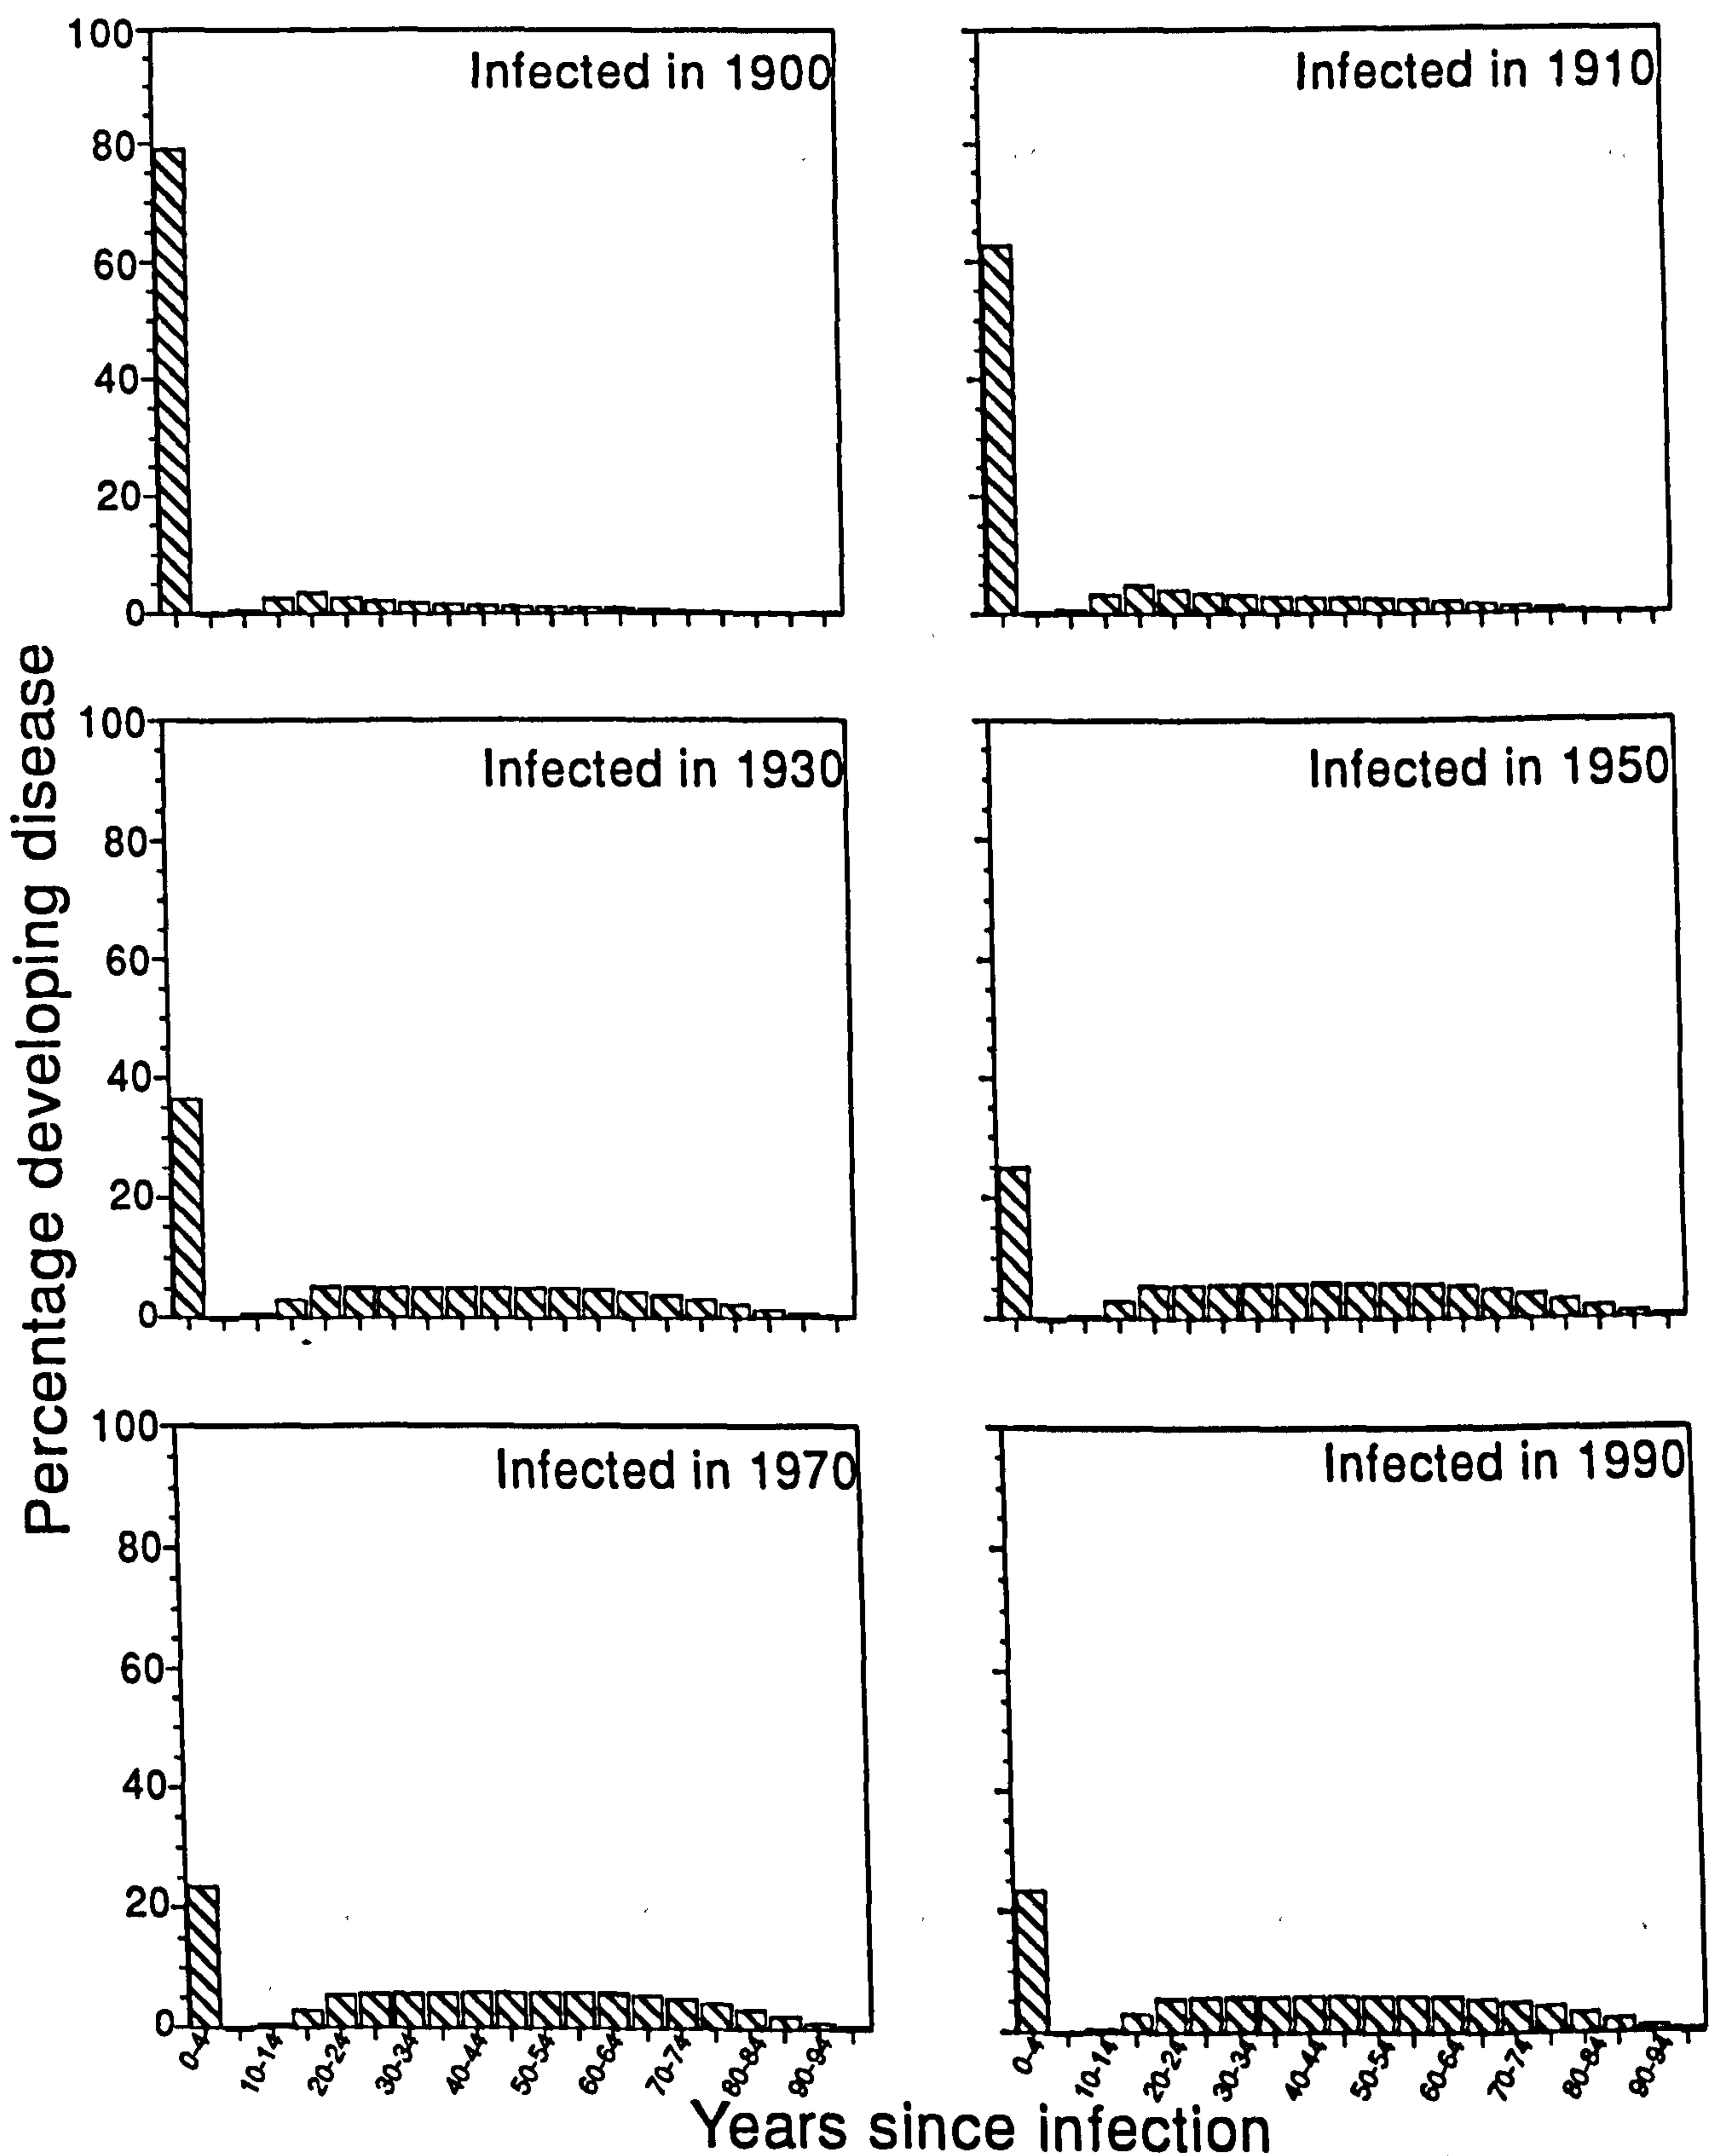 Percentage developing disease
Infected in 1900
100
80
60
40
20
0
Infected in 1910
Infected in 1930
100
80
60
40
20
0
Infected in 1950
Infected in 1970
100
80
60
40
20
0
0-4 10-14 20-24 30-34 40-44 50-54 60-64 70-74 80-84 90-94
Infected in 1990
0-4 10-14 20-24 30-34 40-44 50-54 60-64 70-74 80-84 90-94
Years since infection